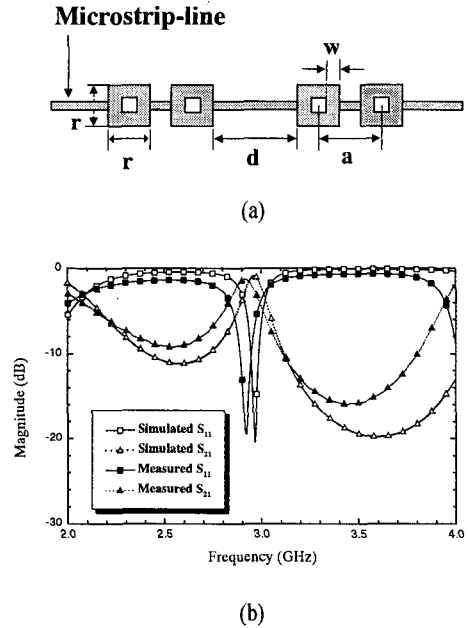 Microstrip-line
w
r
r
d
a
(a)
0
-10
-20
-30
Magnitude (dB)
Simulated S11
Simulated S21
Measured S11
Measured S21
2.0 2.5 3.0 3.5 4.0
Frequency (GHz)
(b)